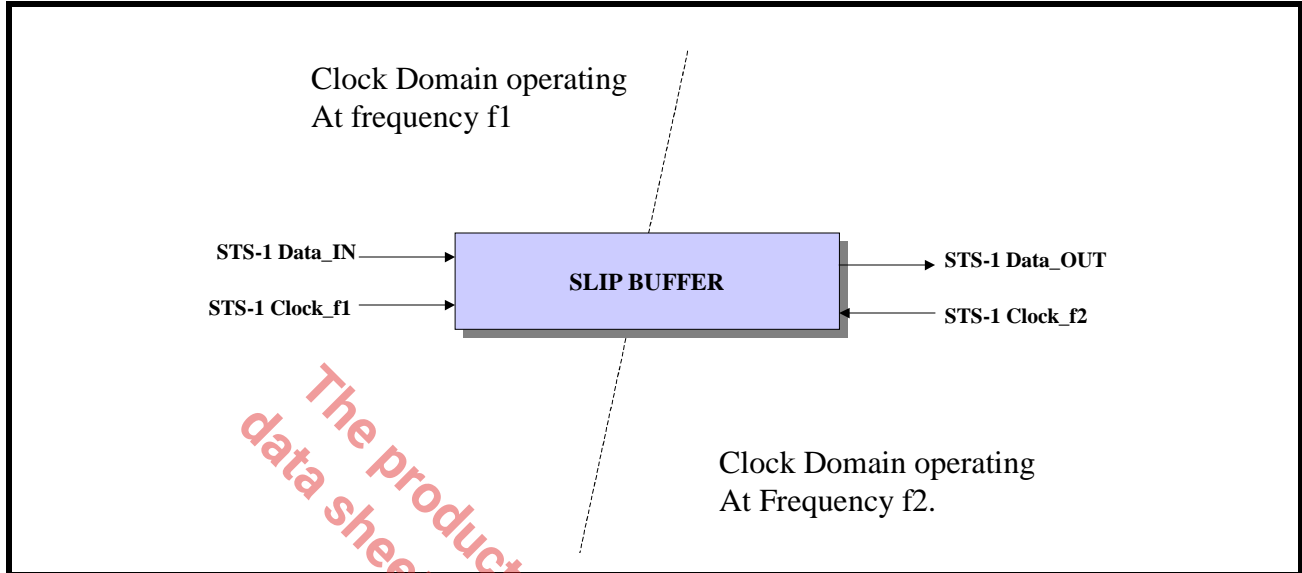 Clock Domain operating
At frequency f1
STS-1 Data_IN
STS-1 Clock_f1
SLIP BUFFER
STS-1 Data_OUT
STS-1 Clock_f2
The product
data shee
Clock Domain operating
At Frequency f2.